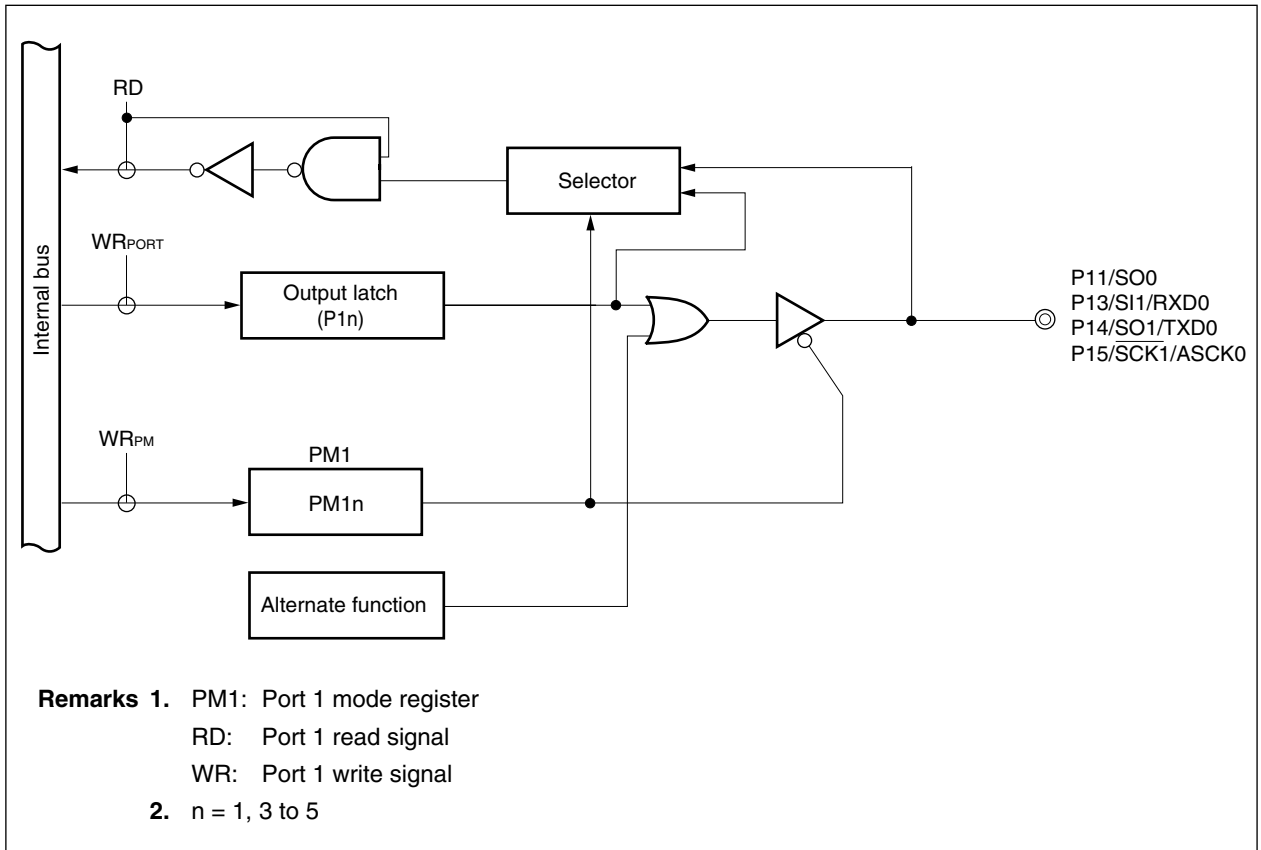 RD
Selector
WRPORT
Output latch
(P1n)
Internal bus
P11/SO0
P13/SI1/RXD0
P14/SO1/TXD0
P15/SCK1/ASCK0
WRPM
PM1
PM1n
Alternate function
Remarks 1. PM1: Port 1 mode register
RD: Port 1 read signal
WR: Port 1 write signal
2. n = 1, 3 to 5